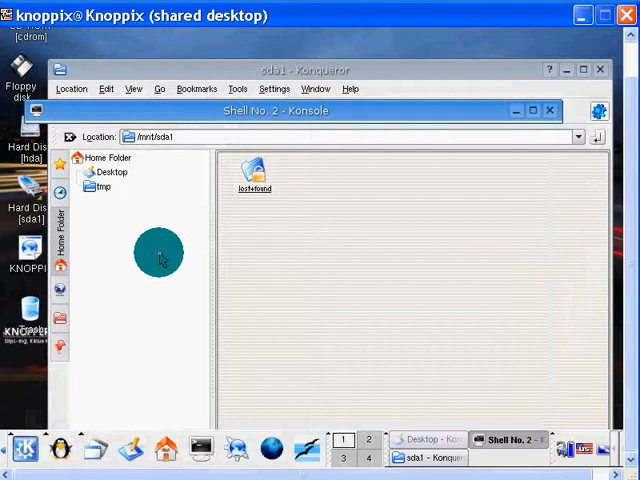 knoppix@Knoppix (shared desktop)
[cdrom]
sda1 - Konqueror
Floppy
disk
Location Edit View Go Bookmarks Tools Settings Window Help
Shell No. 2 - Konsole
Location: /mnt/sda1
Hard Dis
[hda]
Home Folder
Desktop
tmp
lost+found
Hard Dis
[sda1]
Home Folder
KNOPPI
Trash
KNOPPE
1 2
3 4
Desktop - Kon
Shell No. 2 - K
sda1 - Konquer